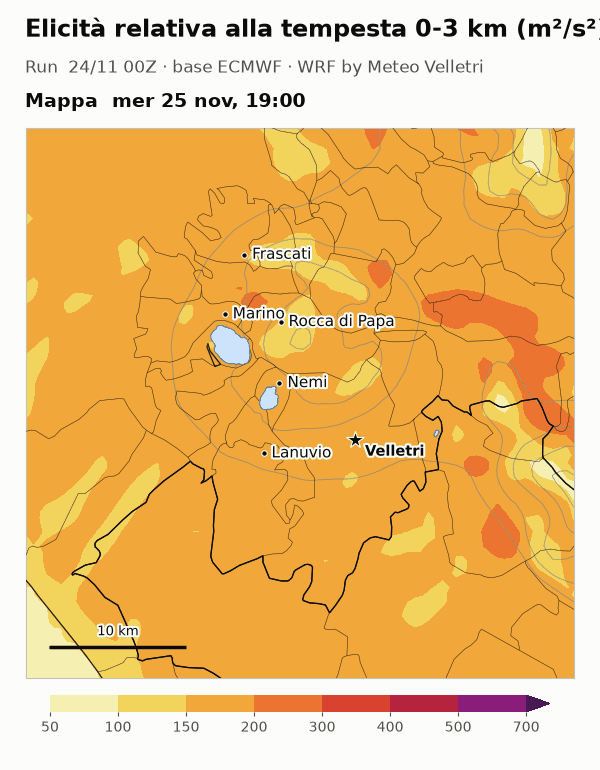 Elicità relativa alla tempesta 0-3 km (m²/s²)
Run 24/11 00Z · base ECMWF · WRF by Meteo Velletri
Mappa mer 25 nov, 19:00
Frascati
Marino
Rocca di Papa
Nemi
Velletri
Lanuvio
10 km
50 100 150 200 300 400 500 700